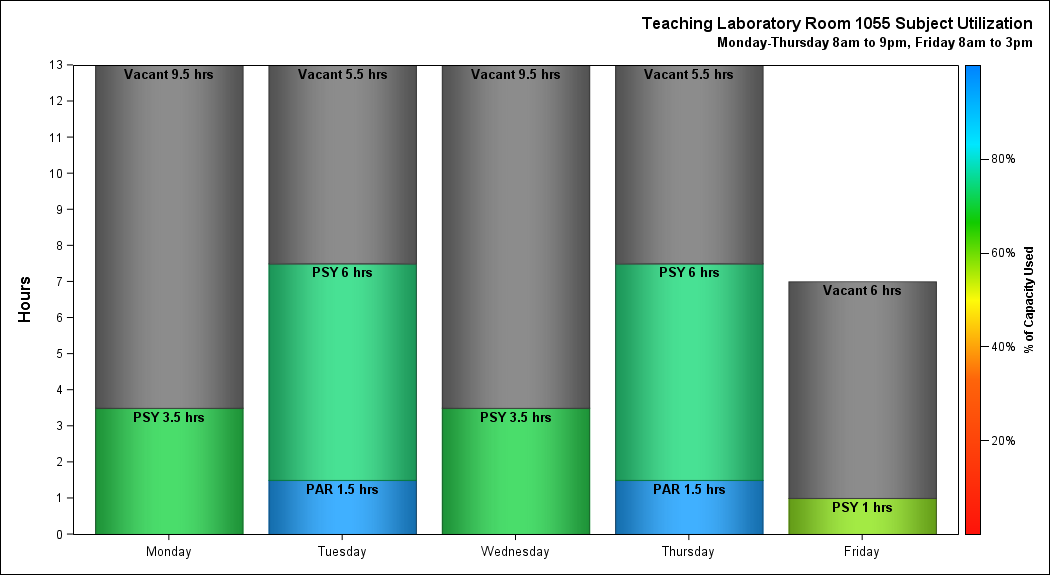 Teaching Laboratory Room 1055 Subject Utilization
Monday-Thursday 8am to 9pm, Friday 8am to 3pm
Hours
13
12
11
10
9
8
7
6
5
4
3
2
1
0
Vacant 9.5 hrs
PSY 3.5 hrs
Vacant 5.5 hrs
PSY 6 hrs
PAR 1.5 hrs
Vacant 9.5 hrs
PSY 3.5 hrs
Vacant 5.5 hrs
PSY 6 hrs
PAR 1.5 hrs
Vacant 6 hrs
PSY 1 hrs
Monday
Tuesday
Wednesday
Thursday
Friday
80%
60%
40%
20%
% of Capacity Used